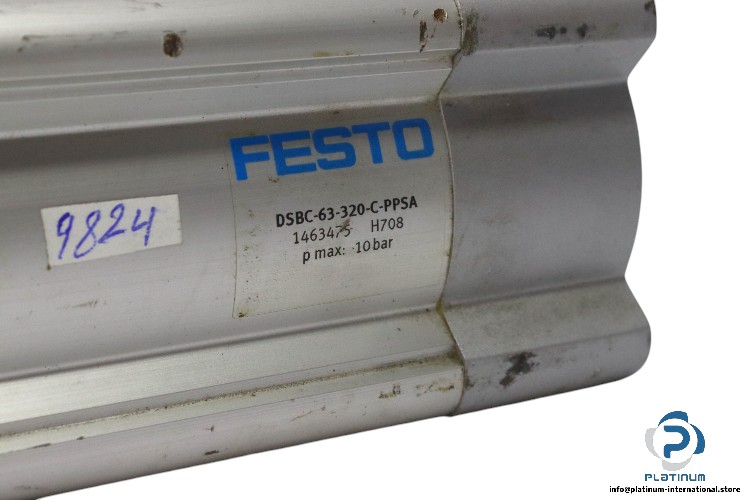 FESTO
DSBC-63-320-C-PPSA
1463475 H708
p max: 10 bar
9824
PLATINUM
info@platinum-international.store